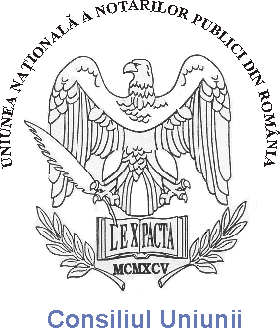 UNIUNEA NAȚIONALĂ A NOTARILOR PUBLICI DIN ROMÂNIA
LEX PACTA
MCMXCV
Consiliul Uniunii